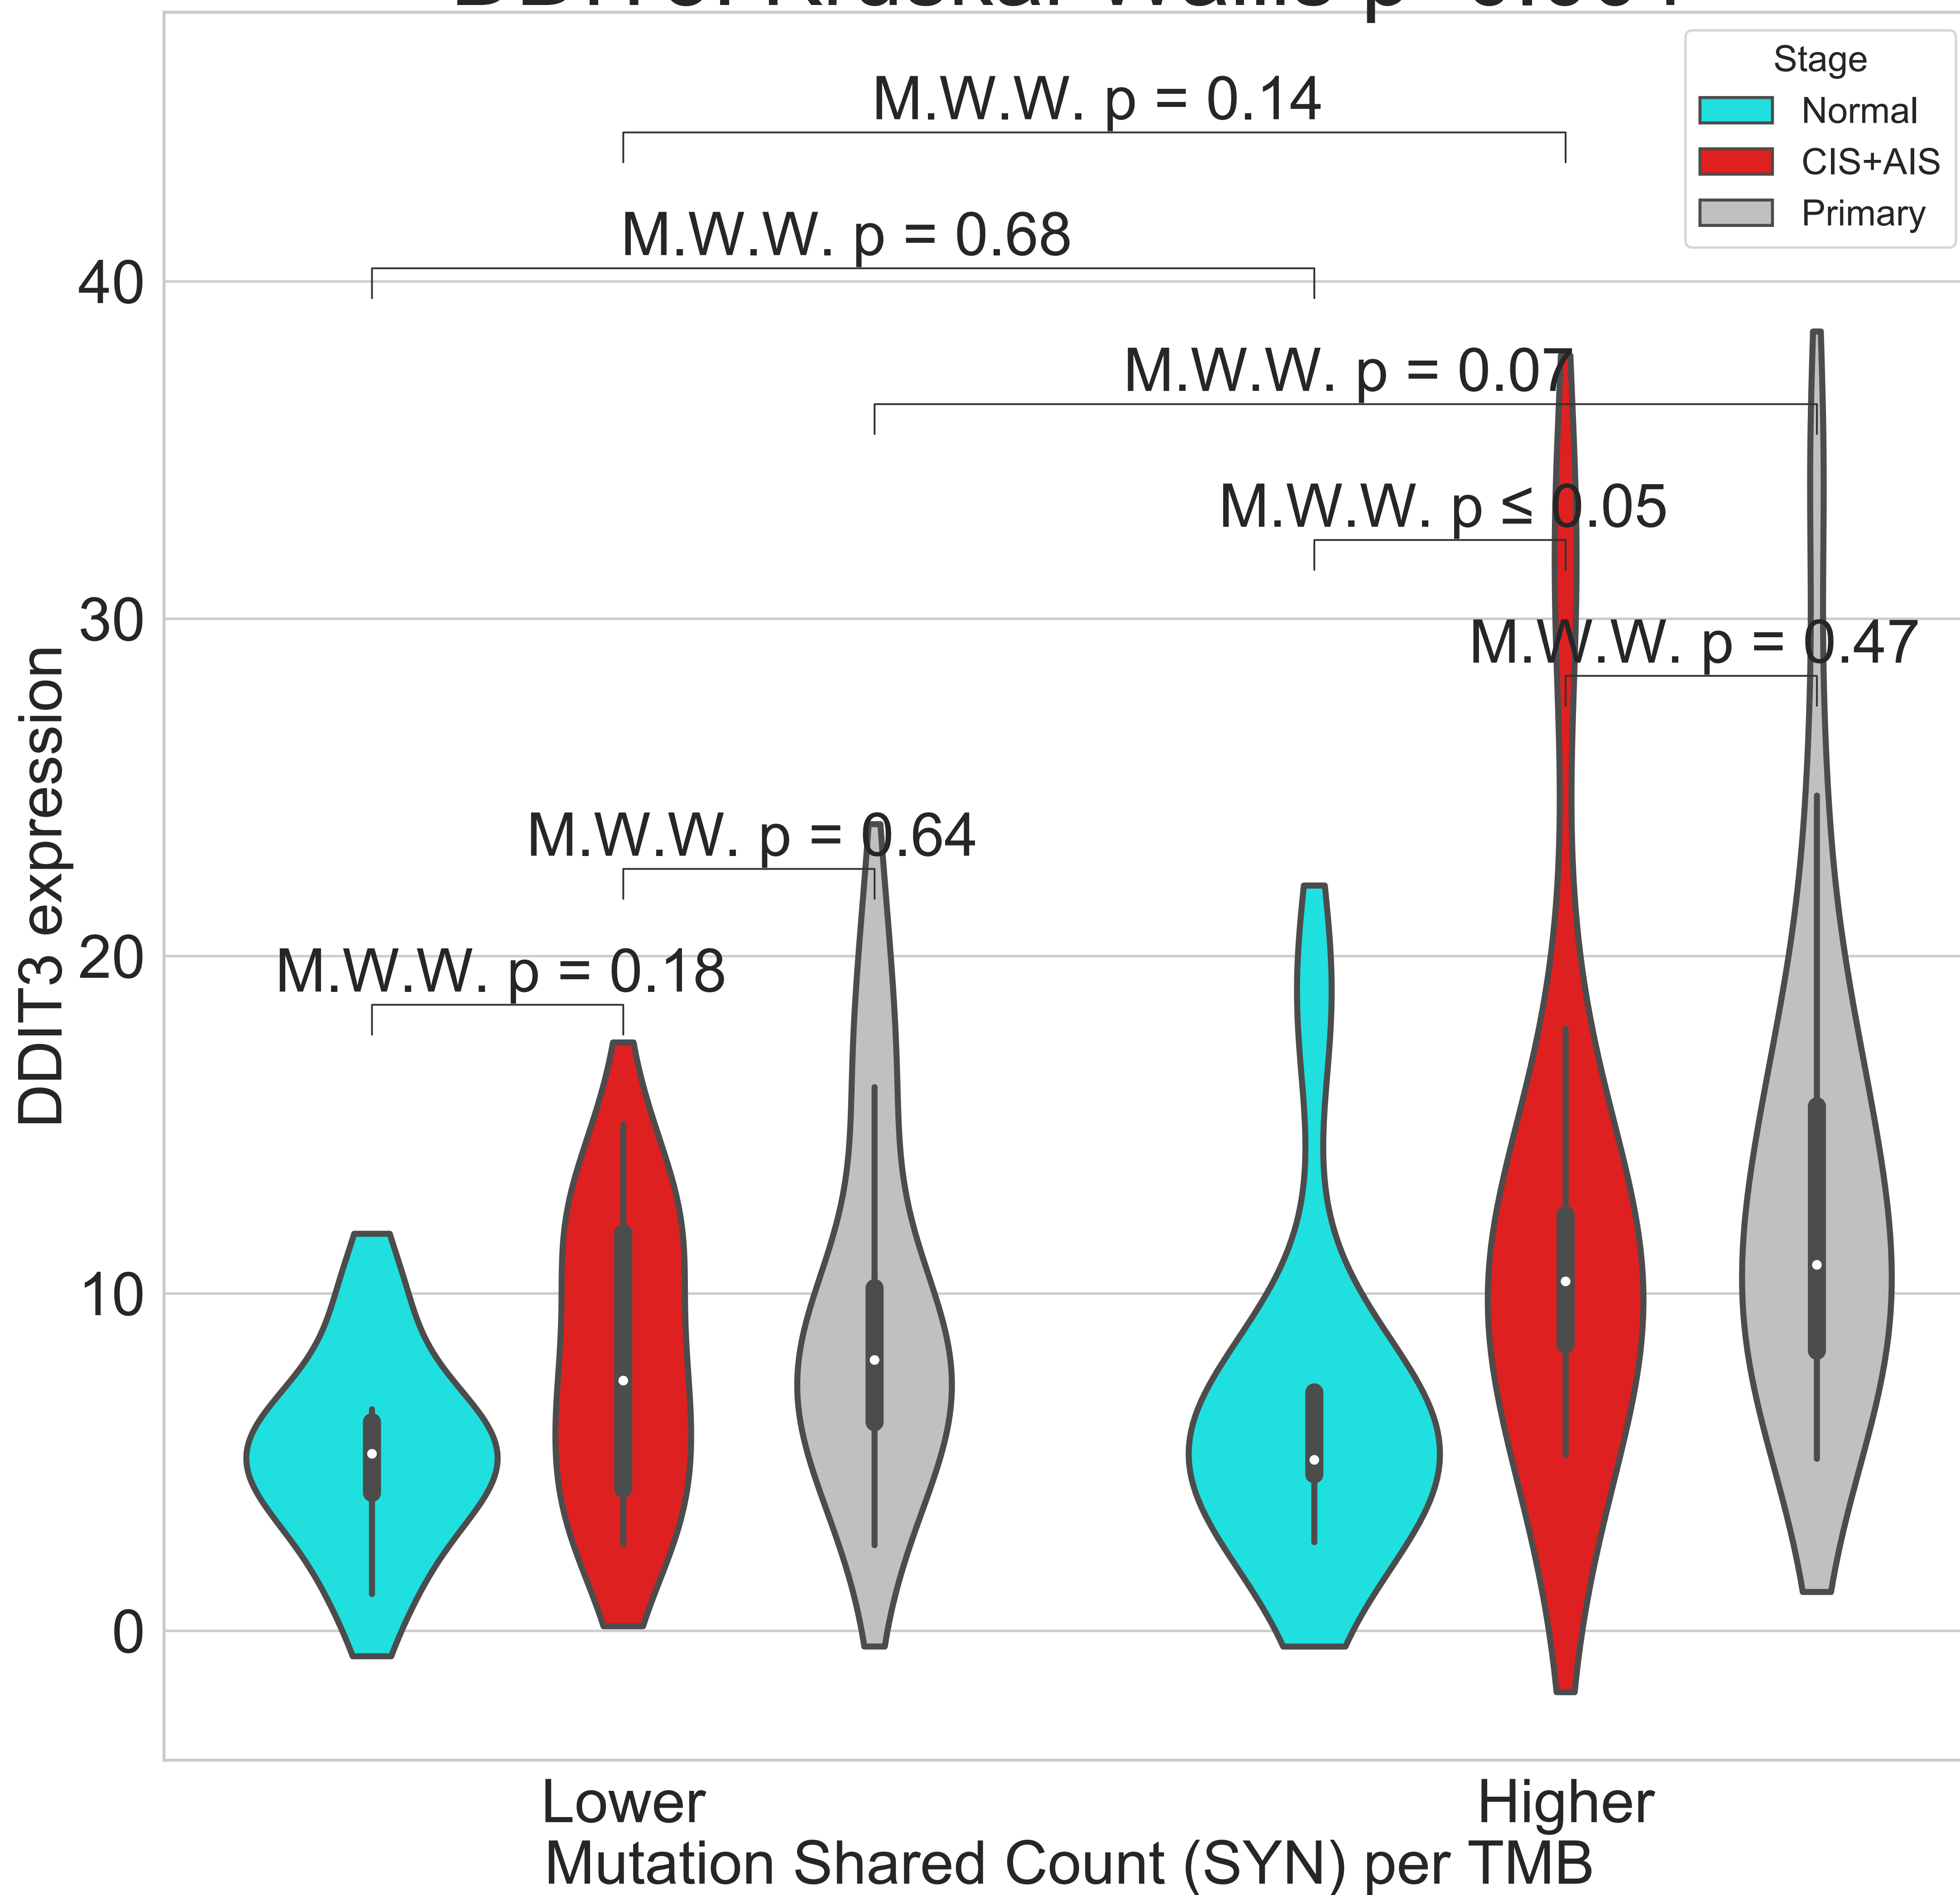 Stage
Normal
CIS+AIS
Primary
M.W.W. p = 0.14
M.W.W. p = 0.68
M.W.W. p = 0.07
M.W.W. p ≤ 0.05
M.W.W. p = 0.47
M.W.W. p = 0.64
M.W.W. p = 0.18
40
30
20
10
0
DDIT3 expression
Lower
Higher
Mutation Shared Count (SYN) per TMB